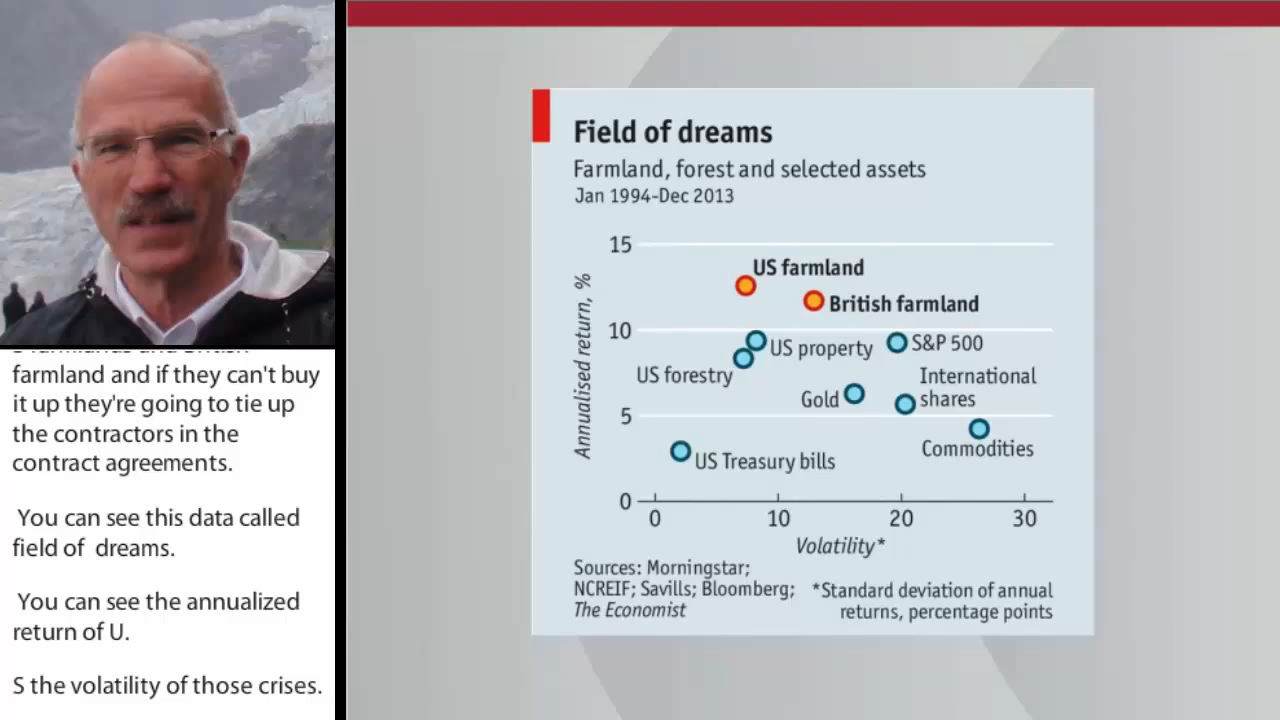 farmland and if they can't buy
it up they're going to tie up
the contractors in the
contract agreements.
You can see this data called
field of dreams.
You can see the annualized
return of U.
S the volatility of those crises.
Field of dreams
Farmland, forest and selected assets
Jan 1994-Dec 2013
Annualised return, %
15
10
5
0
US farmland
British farmland
US property
S&P 500
US forestry
Gold
International
shares
Commodities
US Treasury bills
0 10 20 30
Volatility*
Sources: Morningstar;
NCREIF; Savills; Bloomberg;
The Economist
*Standard deviation of annual
returns, percentage points